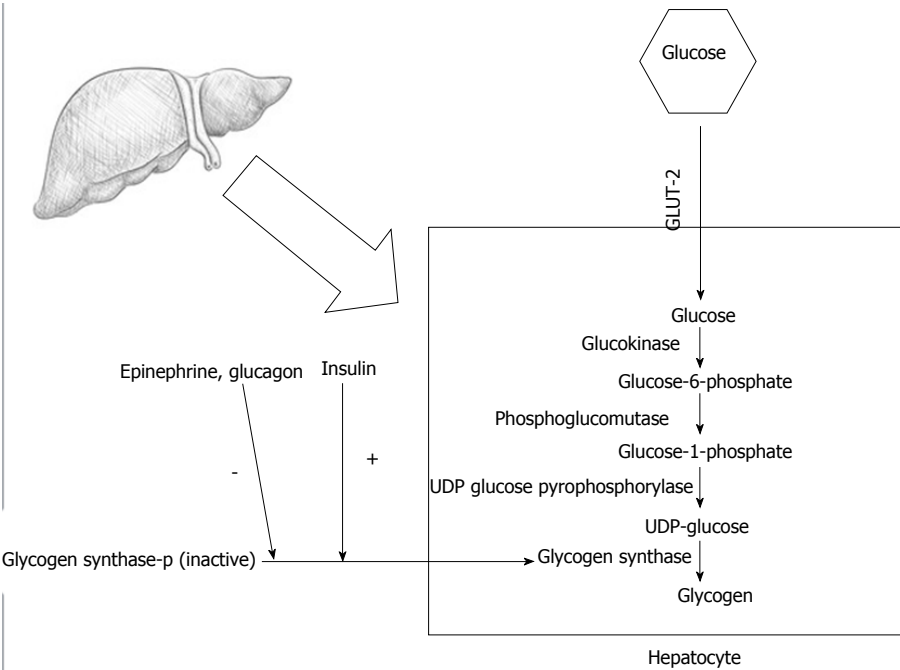 Glucose
GLUT-2
Glucose
Glucokinase
Glucose-6-phosphate
Epinephrine, glucagon
Insulin
Phosphoglucomutase
Glucose-1-phosphate
-
+
UDP glucose pyrophosphorylase
UDP-glucose
Glycogen synthase-p (inactive)
Glycogen synthase
Glycogen
Hepatocyte